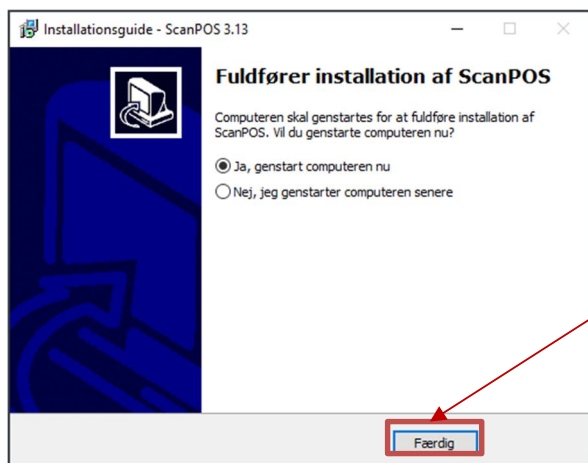 Installationsguide - ScanPOS 3.13
Fuldfører installation af ScanPOS
Computeren skal genstartes for at fuldføre installation af
ScanPOS. Vil du genstarte computeren nu?
Ja, genstart computeren nu
Nej, jeg genstarter computeren senere
Færdig